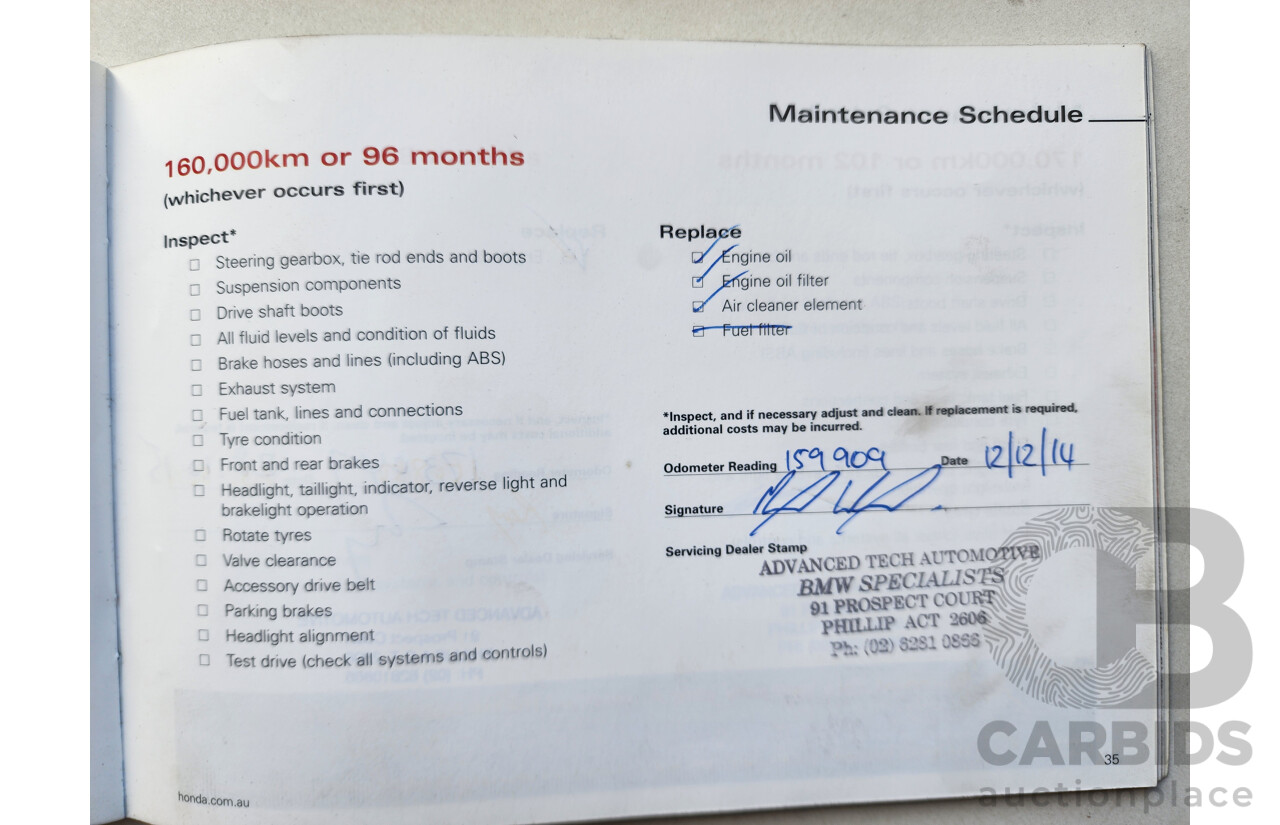 Maintenance Schedule
160,000km or 96 months
(whichever occurs first)
Inspect*
Steering gearbox, tie rod ends and boots
Suspension components
Drive shaft boots
All fluid levels and condition of fluids
Brake hoses and lines (including ABS)
Exhaust system
Fuel tank, lines and connections
Tyre condition
Front and rear brakes
Headlight, taillight, indicator, reverse light and
brakelight operation
Rotate tyres
Valve clearance
Accessory drive belt
Parking brakes
Headlight alignment
Test drive (check all systems and controls)
Replace
Engine oil
Engine oil filter
Air cleaner element
Fuel filter
*Inspect, and if necessary adjust and clean. If replacement is required,
additional costs may be incurred.
Odometer Reading 159909 Date 12/12/14
Signature
Servicing Dealer Stamp
ADVANCED TECH AUTOMOTIVE
BMW SPECIALISTS
91 PROSPECT COURT
PHILLIP ACT 2606
Ph: (02) 6281 0866
35
honda.com.au
CB
CARBIDS
auctionplace